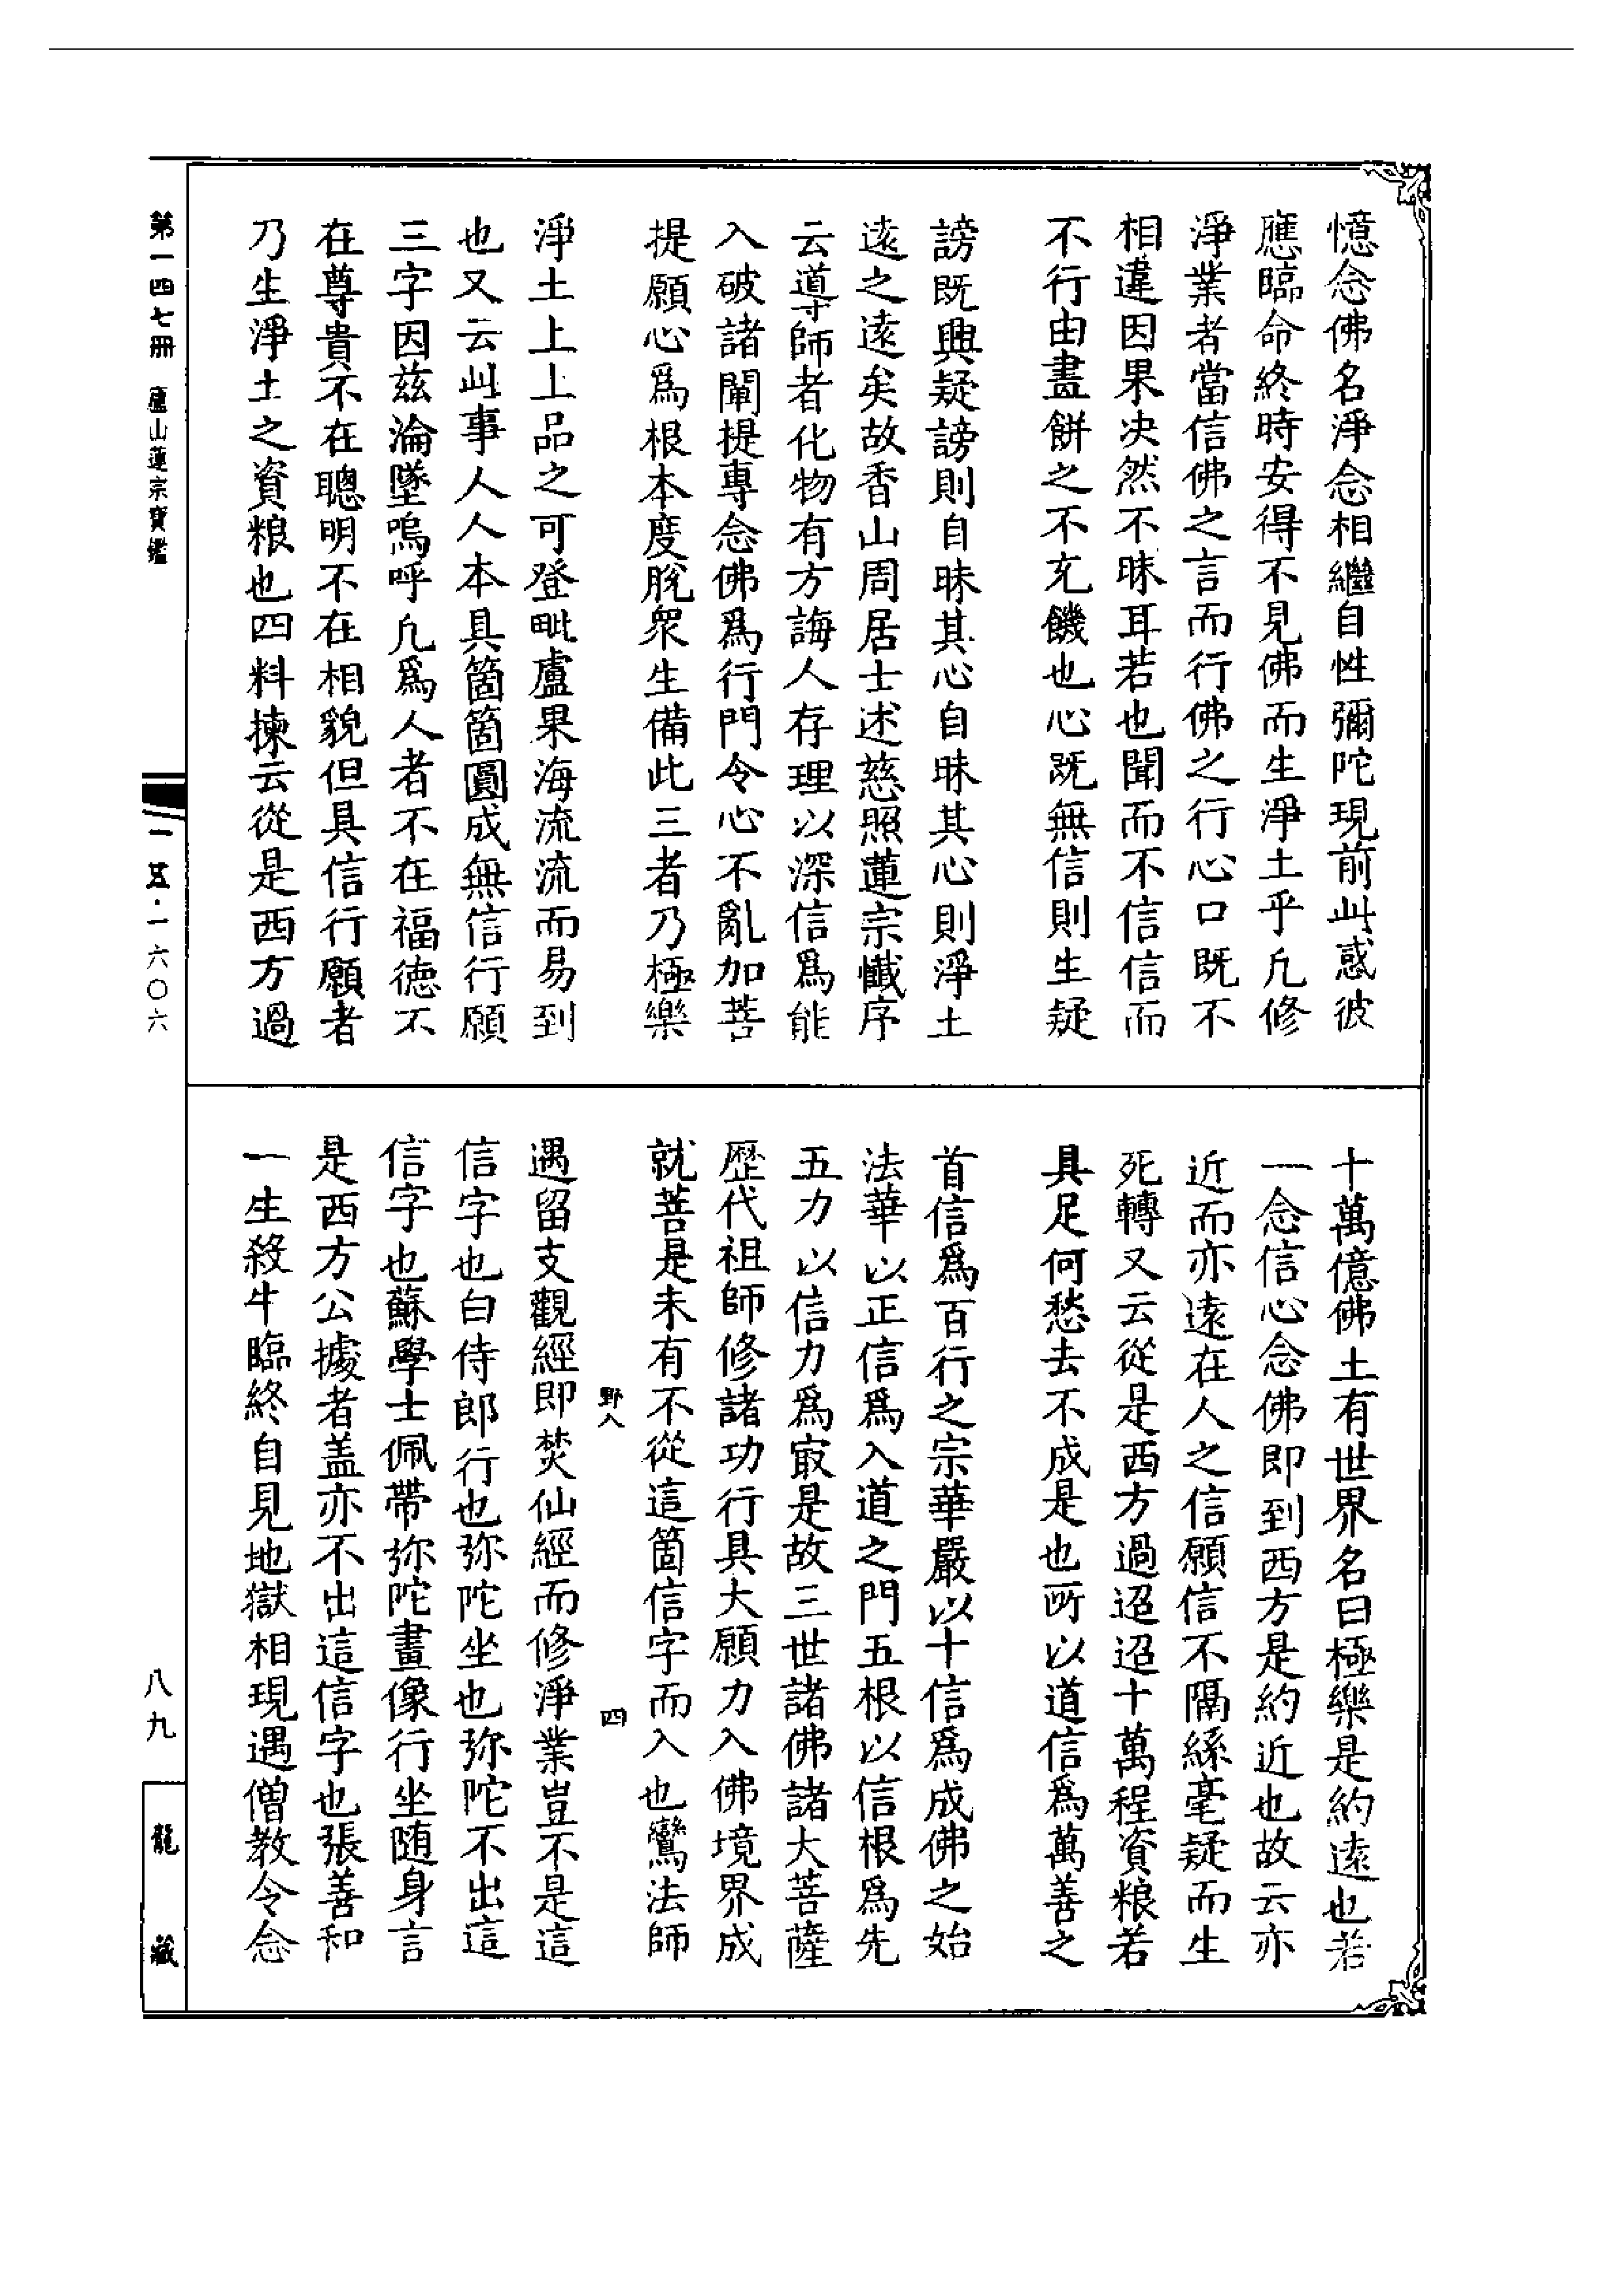 憶念佛名淨念相繼自性彌陀現前此感彼
應臨命終時安得不見佛而生淨土乎凢修
淨業者當信佛之言而行佛之行心口既不
相違因果決然不昧耳若也聞而不信信而
不行由畫餅之不充饑也心既無信則生疑
謗既興疑謗則自昧其心自昧其心則淨土
遠之遠矣故香山周居士述慈照蓮宗懺序
云導師者化物有方誨人存理以深信爲能
入破諸闡提專念佛爲行門令心不亂加菩
提願心爲根本度脫衆生備此三者乃極樂
淨土上上品之可登毗盧果海流流而易到
也又云此事人人本具箇箇圓成無信行願
三字因茲淪墜嗚呼凢爲人者不在福德不
在尊貴不在聰明不在相貌但具信行願者
乃生淨土之資粮也四料揀云從是西方過
十萬億佛土有世界名曰極樂是約遠也若
一念信心念佛即到西方是約近也故云亦
近而亦遠在人之信願信不隔絲毫疑而生
死轉又云從是西方過迢迢十萬程資粮若
具足何愁去不成是也所以道信爲萬善之
首信爲百行之宗華嚴以十信爲成佛之始
法華以正信爲入道之門五根以信根爲先
五力以信力爲㝡是故三世諸佛諸大菩薩
歷代祖師修諸功行具大願力入佛境界成
就菩是未有不從這箇信字而入也鸞法師
野八　四
遇留支觀經即焚仙經而修淨業豈不是這
信字也白侍郎行也弥陀坐也弥陀不出這
信字也蘇學士佩帶弥陀畫像行坐随身言
是西方公據者盖亦不出這信字也張善和
一生殺牛臨終自見地獄相現遇僧教令念
第一四七冊　廬山蓮宗寶鑑
一五·一六〇六
八九
龍藏